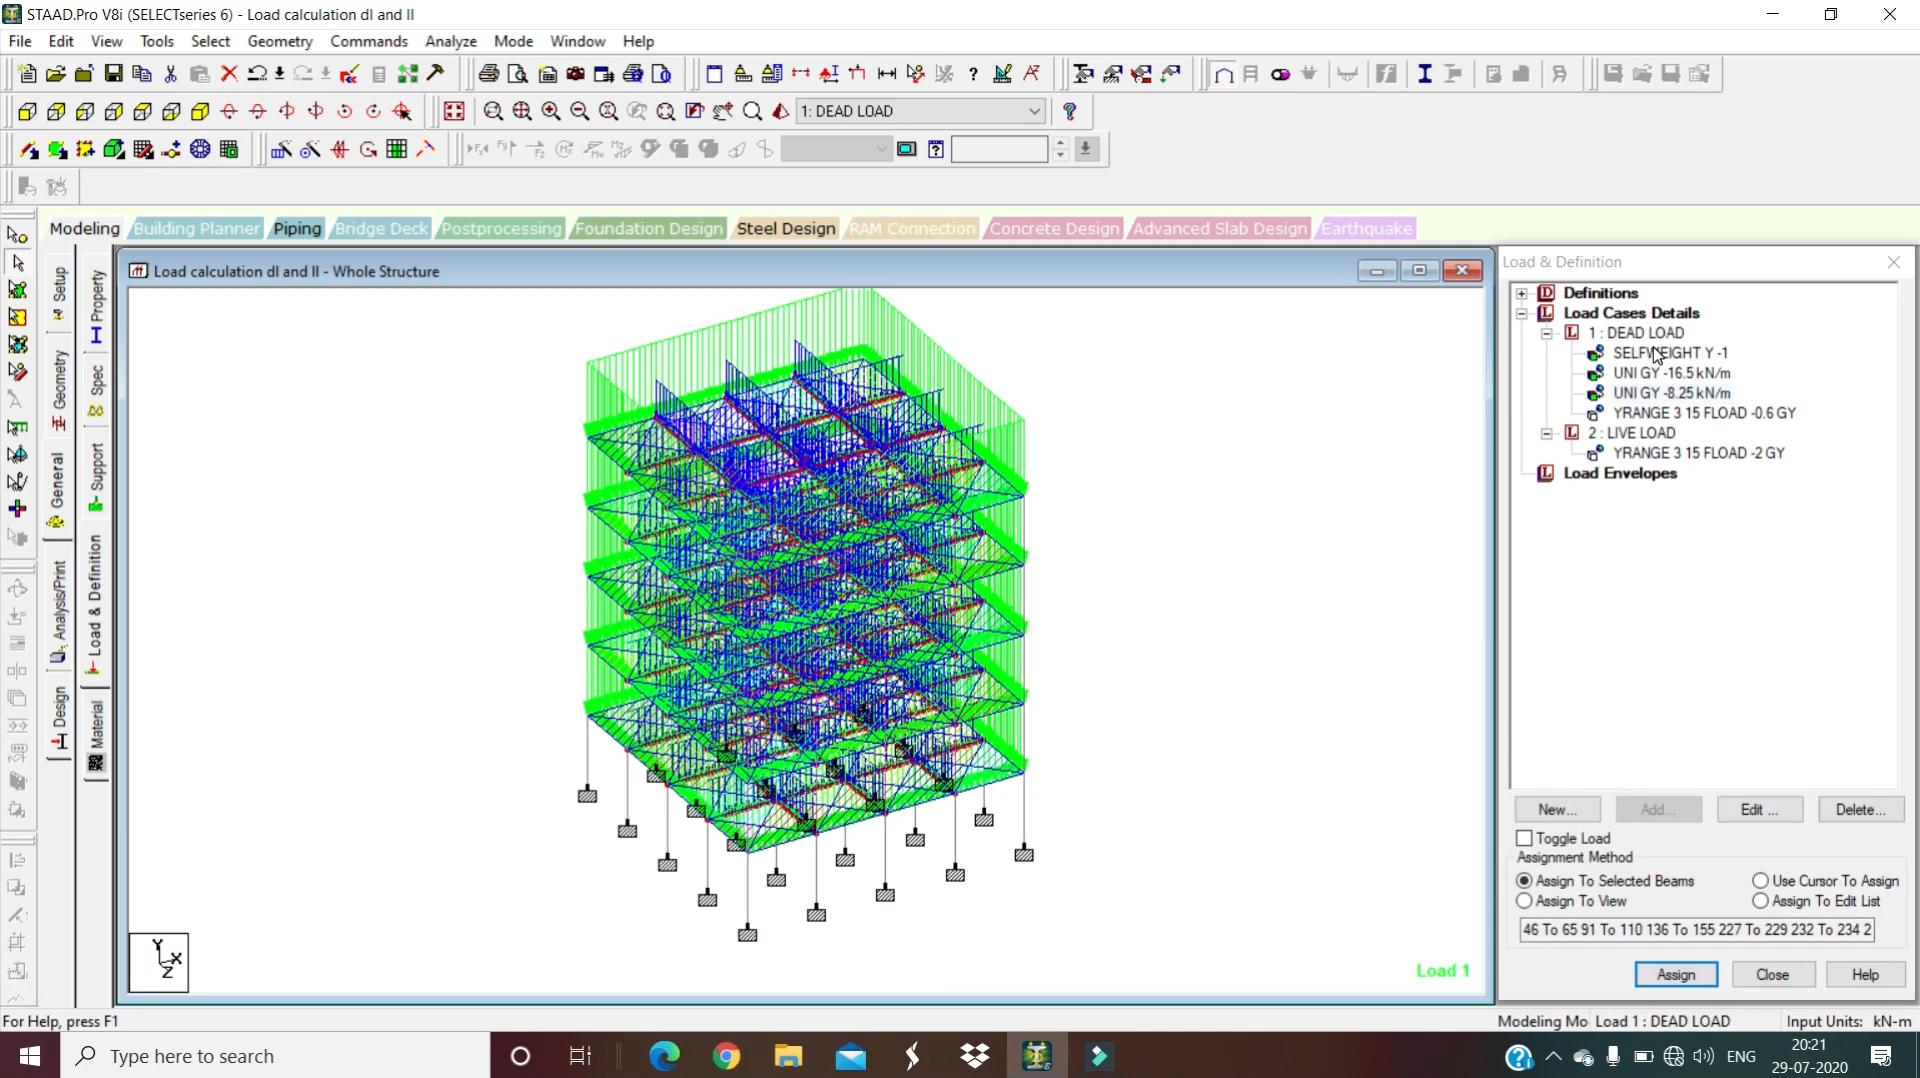 STAAD.Pro V8i (SELECTseries 6) - Load calculation dl and ll
File Edit View Tools Select Geometry Commands Analyze Mode Window Help
1: DEAD LOAD
Modeling Building Planner Piping Bridge Deck Postprocessing Foundation Design Steel Design RAM Connection Concrete Design Advanced Slab Design Earthquake
Setup
Geometry
General
Analysis/Print
Design
Property
Spec
Support
Load & Definition
Material
Load calculation dl and ll - Whole Structure
Load 1
Y
X
Z
Load & Definition
Definitions
Load Cases Details
1 : DEAD LOAD
SELFWEIGHT Y -1
UNI GY -16.5 kN/m
UNI GY -8.25 kN/m
YRANGE 3 15 FLOAD -0.6 GY
2 : LIVE LOAD
YRANGE 3 15 FLOAD -2 GY
Load Envelopes
New... Add... Edit ... Delete...
Toggle Load
Assignment Method
Assign To Selected Beams Use Cursor To Assign
Assign To View Assign To Edit List
46 To 65 91 To 110 136 To 155 227 To 229 232 To 234 2
Assign Close Help
For Help, press F1
Modeling Mo Load 1 : DEAD LOAD Input Units: kN-m
Type here to search
ENG
20:21
29-07-2020